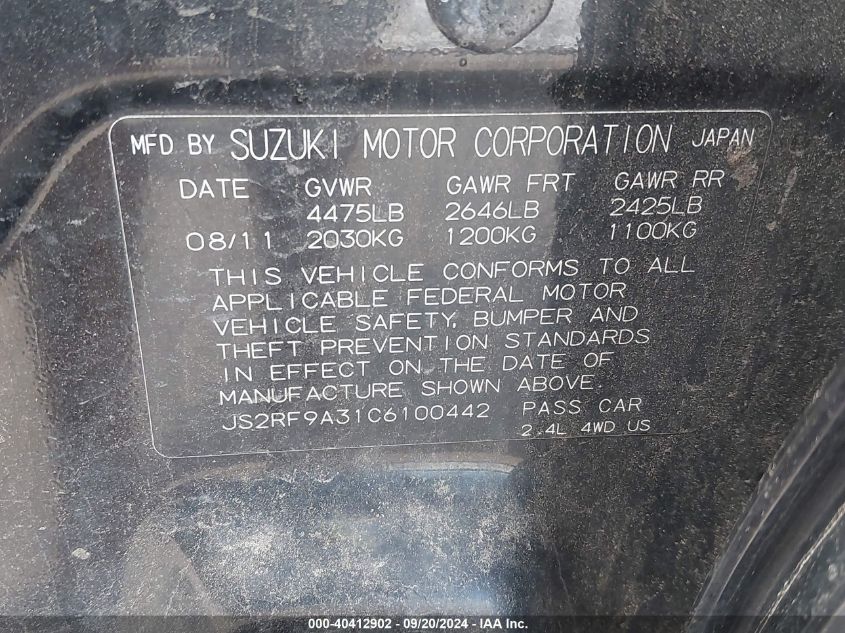 MFD BY SUZUKI MOTOR CORPORATION JAPAN
DATE GVWR GAWR FRT GAWR RR
4475LB 2646LB 2425LB
08/11 2030KG 1200KG 1100KG
THIS VEHICLE CONFORMS TO ALL
APPLICABLE FEDERAL MOTOR
VEHICLE SAFETY, BUMPER AND
THEFT PREVENTION STANDARDS
IN EFFECT ON THE DATE OF
MANUFACTURE SHOWN ABOVE
JS2RF9A31C6100442 PASS CAR
2.4L 4WD US
000-40412902 - 09/20/2024 - IAA Inc.